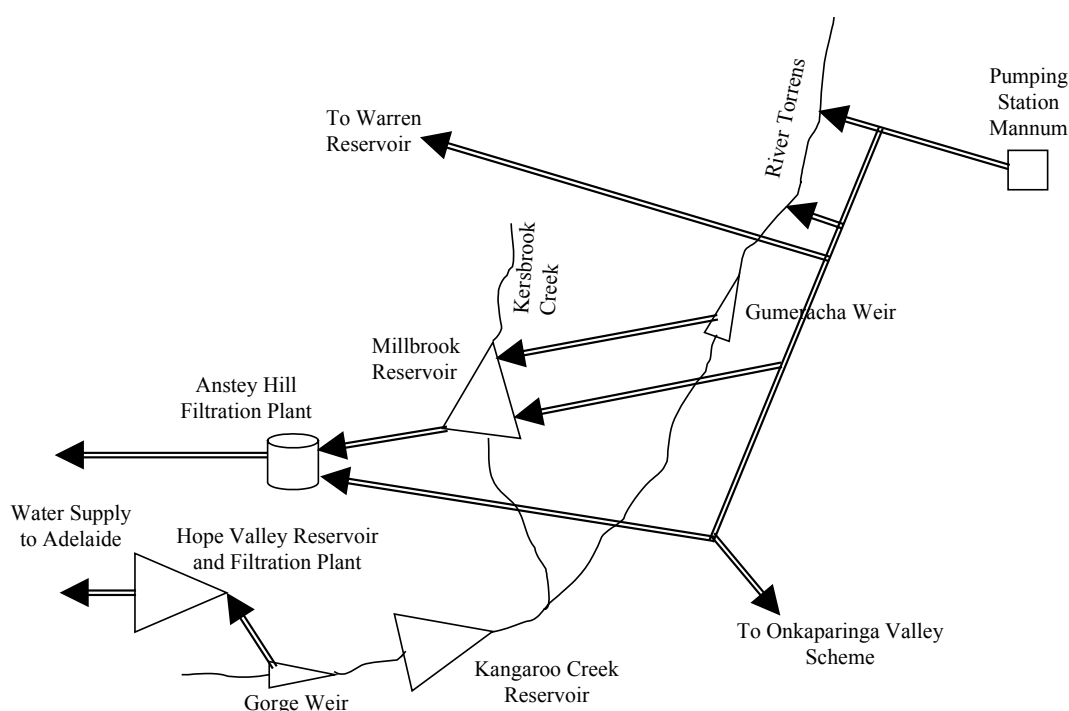 Pumping
Station
Mannum
River Torrens
To Warren
Reservoir
Kersbrook
Creek
Gumeracha Weir
Millbrook
Reservoir
Anstey Hill
Filtration Plant
Water Supply
to Adelaide
Hope Valley Reservoir
and Filtration Plant
To Onkaparinga Valley
Scheme
Kangaroo Creek
Reservoir
Gorge Weir